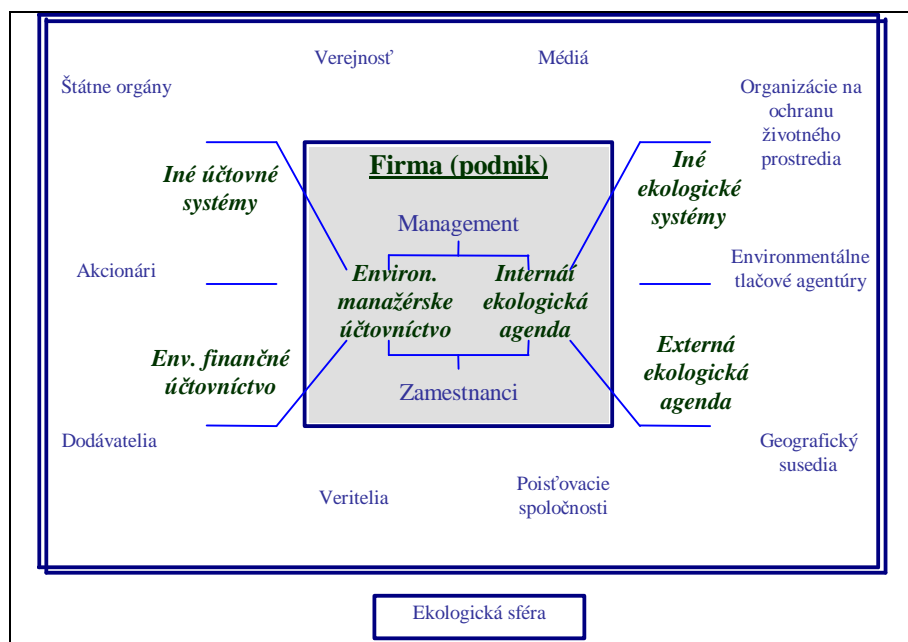 Verejnosť
Médiá
Štátne orgány
Organizácie na
ochranu
životného
prostredia
Iné účtovné
systémy
Firma (podnik)
Iné
ekologické
systémy
Management
Akcionári
Environ.
manažérske
účtovníctvo
Internáí
ekologická
agenda
Environmentálne
tlačové agentúry
Env. finančné
účtovníctvo
Externá
ekologická
agenda
Zamestnanci
Dodávatelia
Geografický
susedia
Veritelia
Poisťovacie
spoločnosti
Ekologická sféra